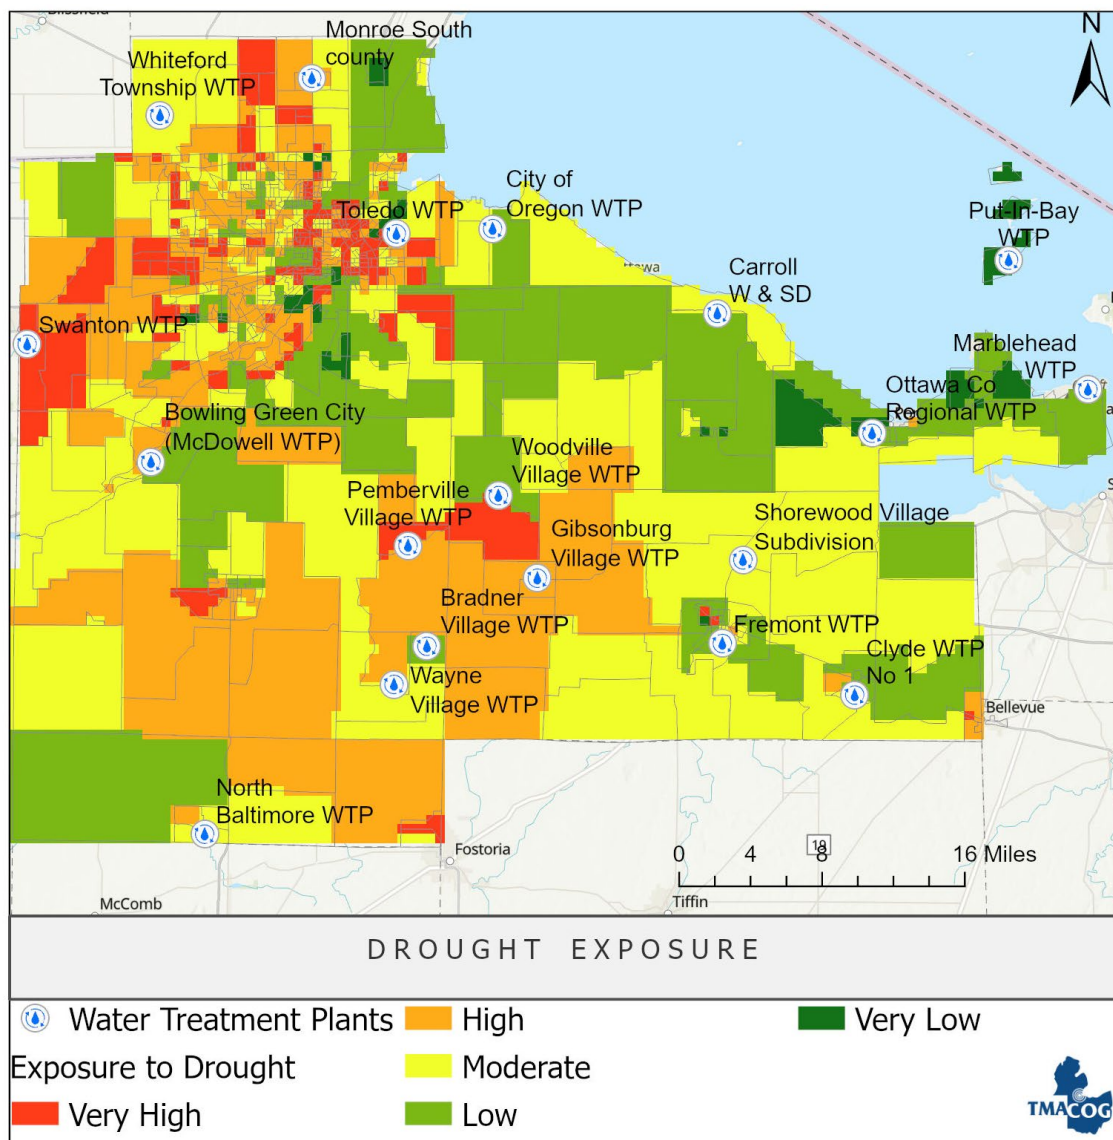 N
Monroe South
county
Whiteford
Township WTP
City of
Oregon WTP
Toledo WTP
Put-In-Bay
WTP
Carroll
W & SD
Swanton WTP
Marblehead
WTP
Ottawa Co
Regional WTP
Bowling Green City
(McDowell WTP)
Woodville
Village WTP
Pemberville
Village WTP
Gibsonburg
Village WTP
Shorewood Village
Subdivision
Bradner
Village WTP
Fremont WTP
Clyde WTP
No 1
Wayne
Village WTP
Bellevue
North
Baltimore WTP
Fostoria
19
0 4 8 16 Miles
McComb
Tiffin
DROUGHT EXPOSURE
Water Treatment Plants
Exposure to Drought
Very High
High
Moderate
Low
Very Low
TMACOG